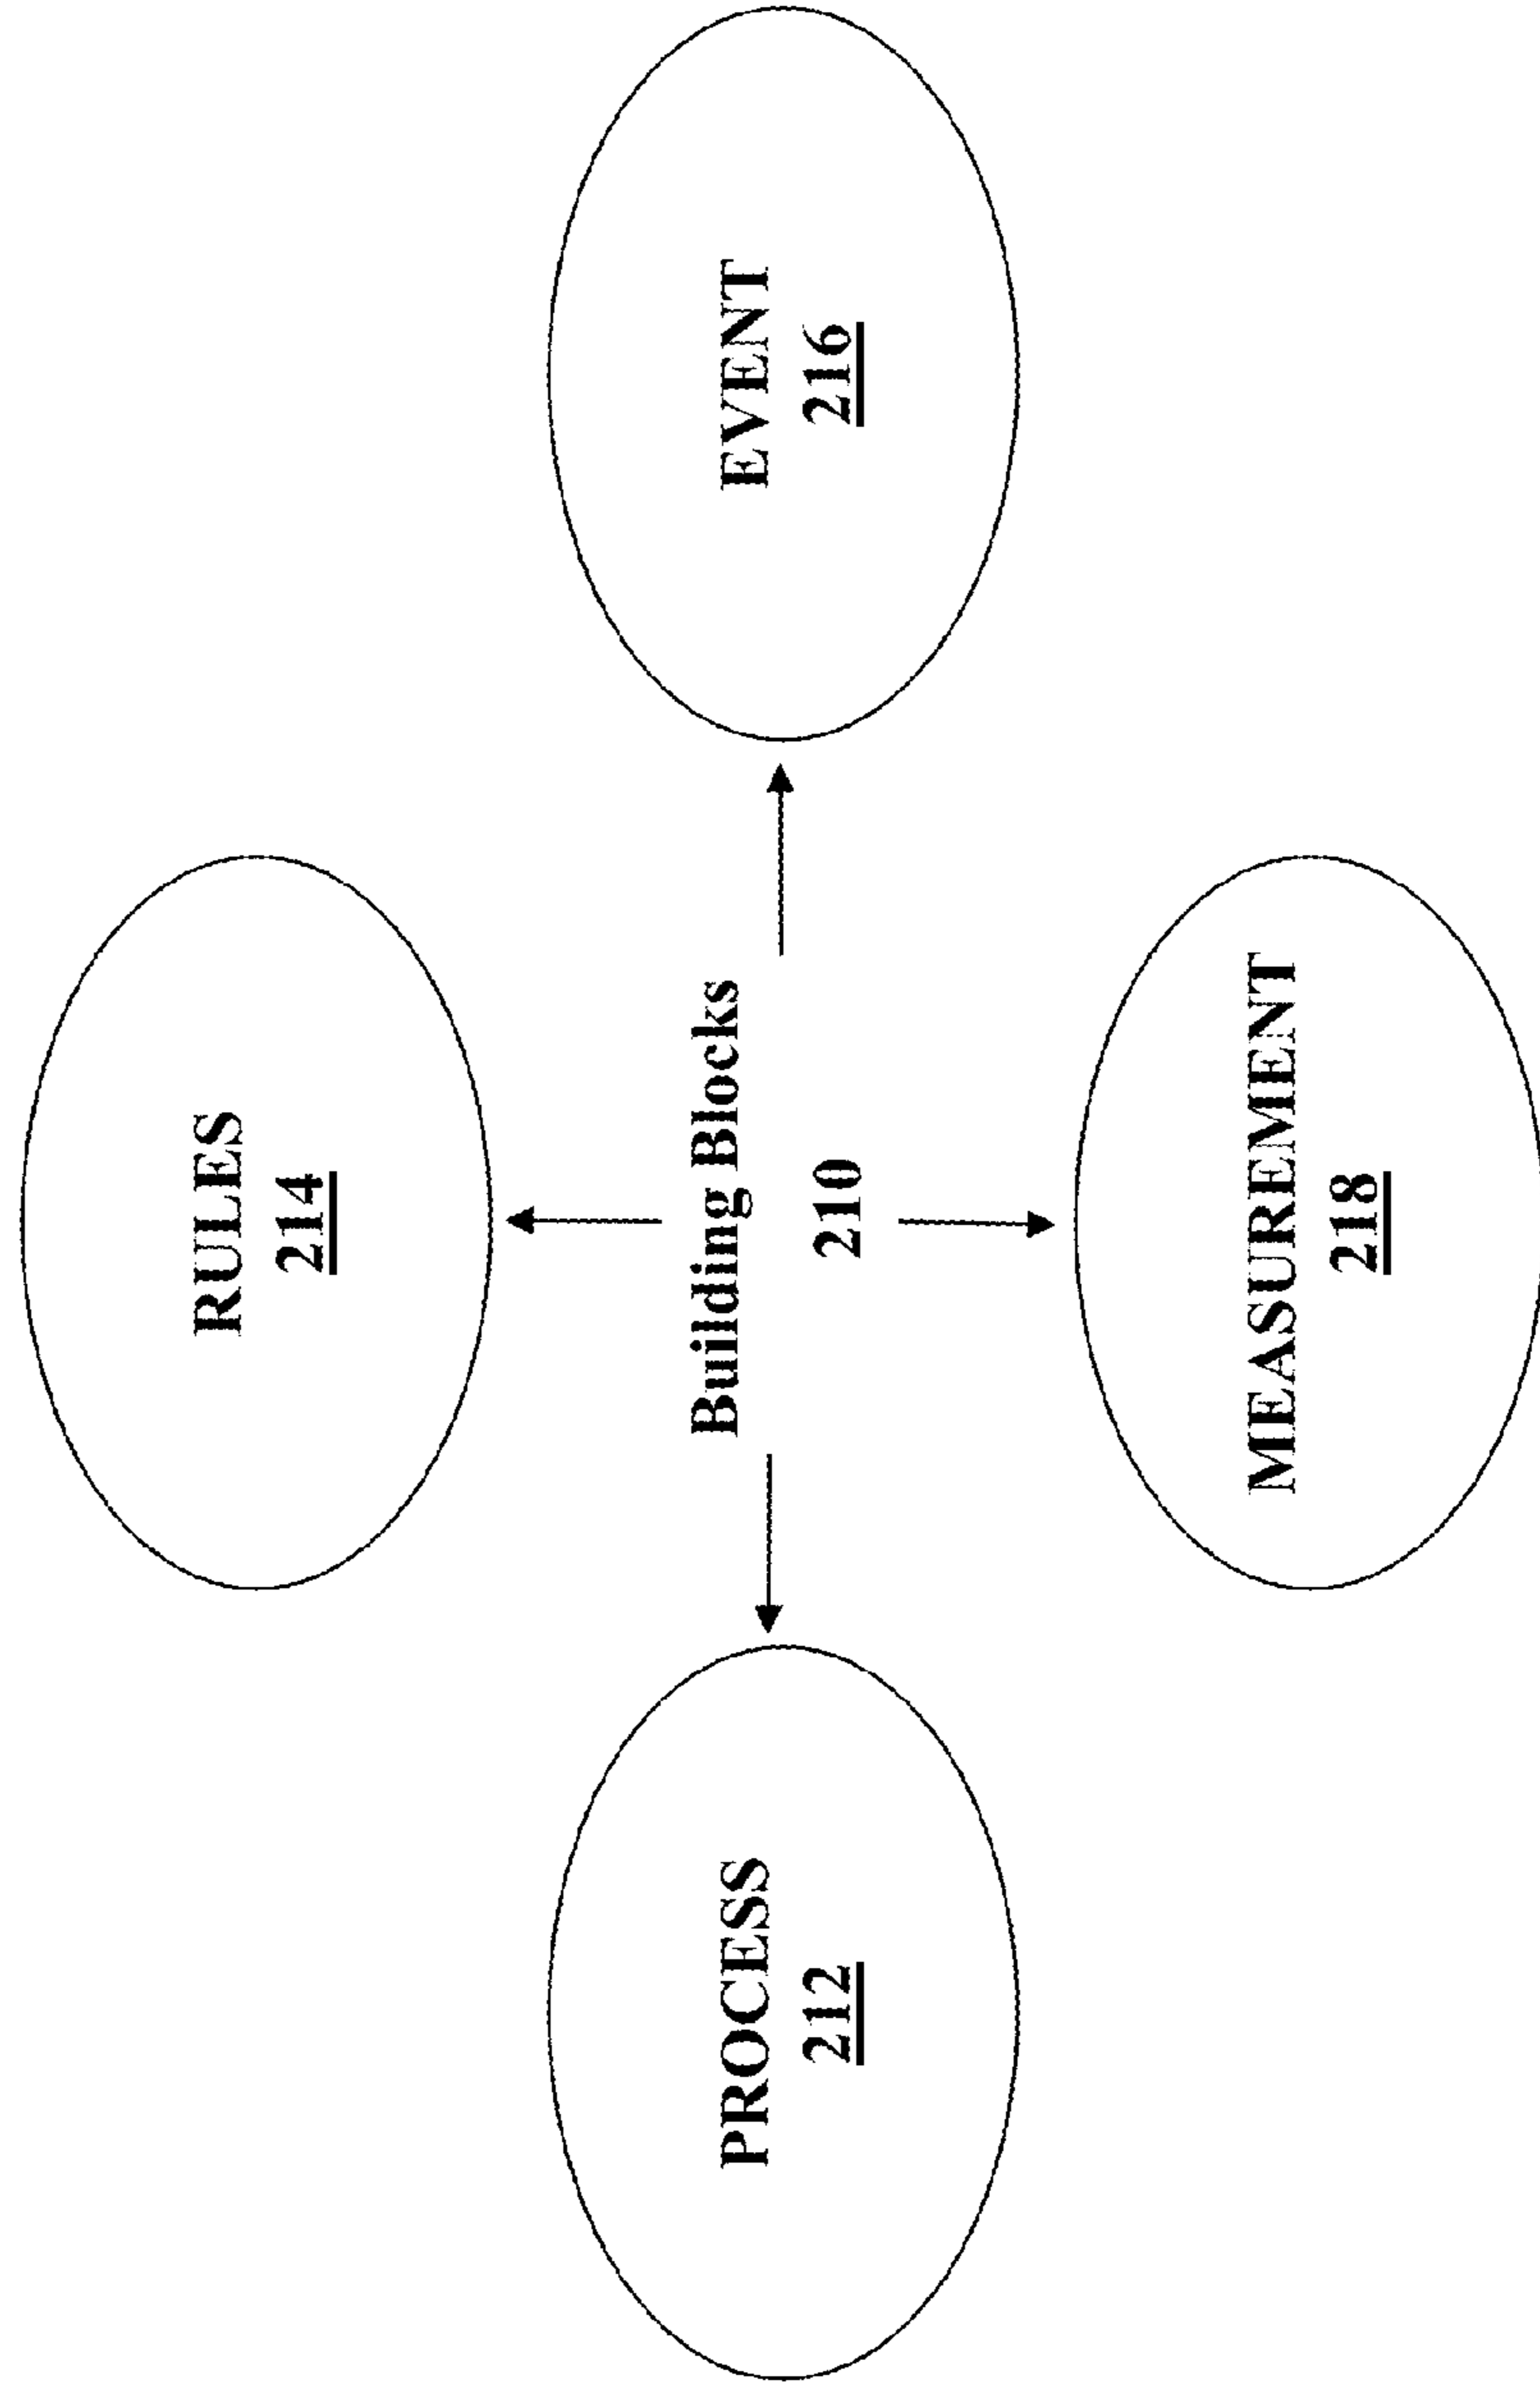 RULES
214
PROCESS
212
Building Blocks
210
EVENT
216
MEASUREMENT
218